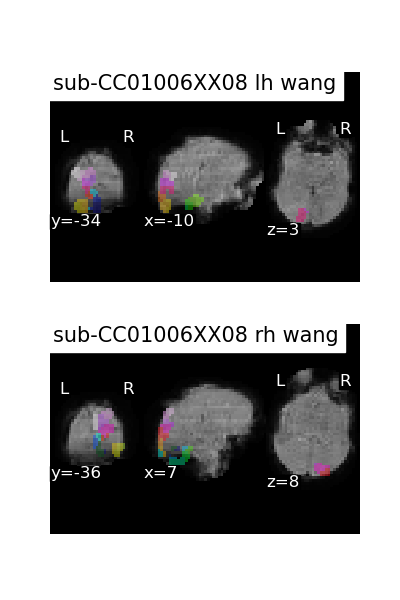 sub-CC01006XX08 lh wang
L R L R
y=-34 x=-10 z=3
sub-CC01006XX08 rh wang
L R L R
y=-36 x=7 z=8